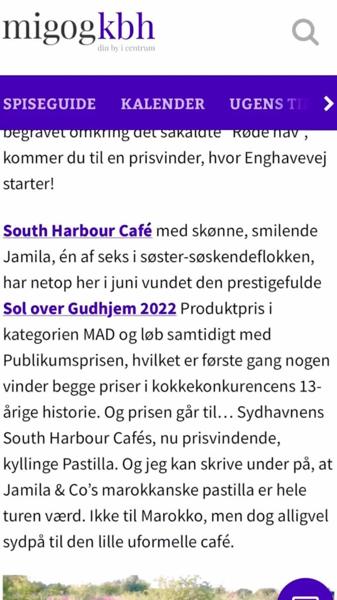 migogkbh
din by i centrum
SPISEGUIDE KALENDER UGENS
begravet omkring det såkaldte "Røde hav",
kommer du til en prisvinder, hvor Enghavevej
starter!
South Harbour Café med skønne, smilende
Jamila, én af seks i søster-søskendeflokken,
har netop her i juni vundet den prestigefulde
Sol over Gudhjem 2022 Produktpris i
kategorien MAD og løb samtidigt med
Publikumsprisen, hvilket er første gang nogen
vinder begge priser i kokkekonkurencens 13-
årige historie. Og prisen går til... Sydhavnens
South Harbour Cafés, nu prisvindende,
kyllinge Pastilla. Og jeg kan skrive under på, at
Jamila & Co's marokkanske pastilla er hele
turen værd. Ikke til Marokko, men dog alligvel
sydpå til den lille uformelle café.